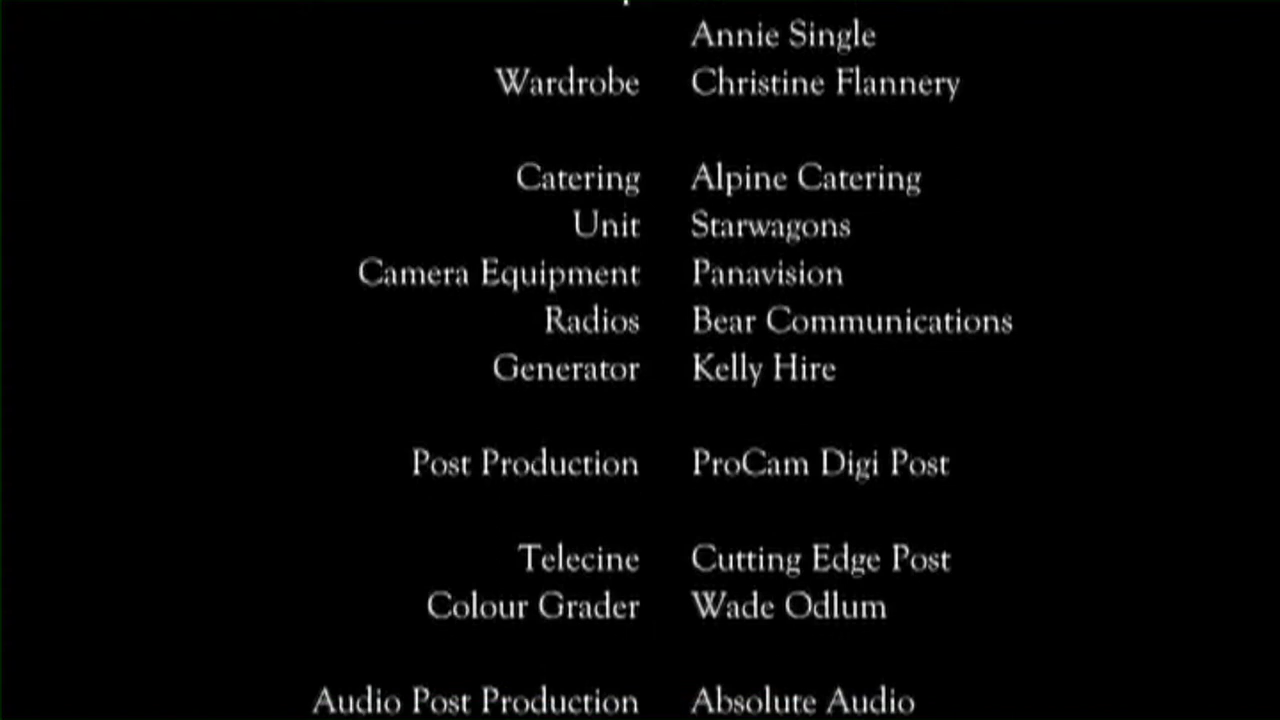 Annie Single
Wardrobe Christine Flannery
Catering Alpine Catering
Unit Starwagons
Camera Equipment Panavision
Radios Bear Communications
Generator Kelly Hire
Post Production ProCam Digi Post
Telecine Cutting Edge Post
Colour Grader Wade Odlum
Audio Post Production Absolute Audio